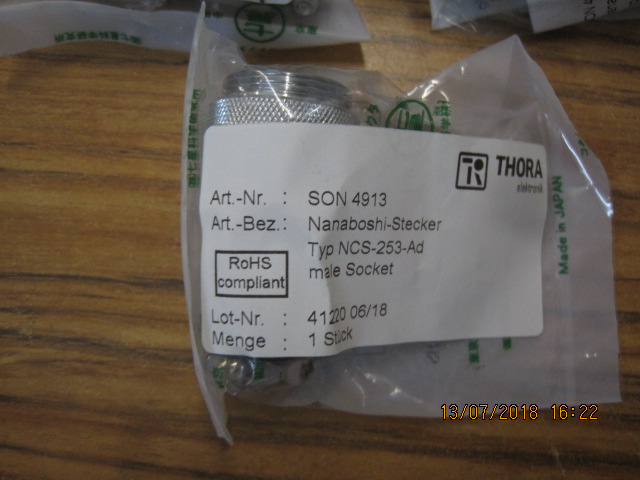 THORA
elektronik
Art.-Nr. : SON 4913
Art.-Bez.: Nanaboshi-Stecker
Typ NCS-253-Ad
male Socket
RoHS
compliant
Lot-Nr. : 41220 06/18
Menge : 1 Stück
Made in JAPAN
13/07/2018 16:22